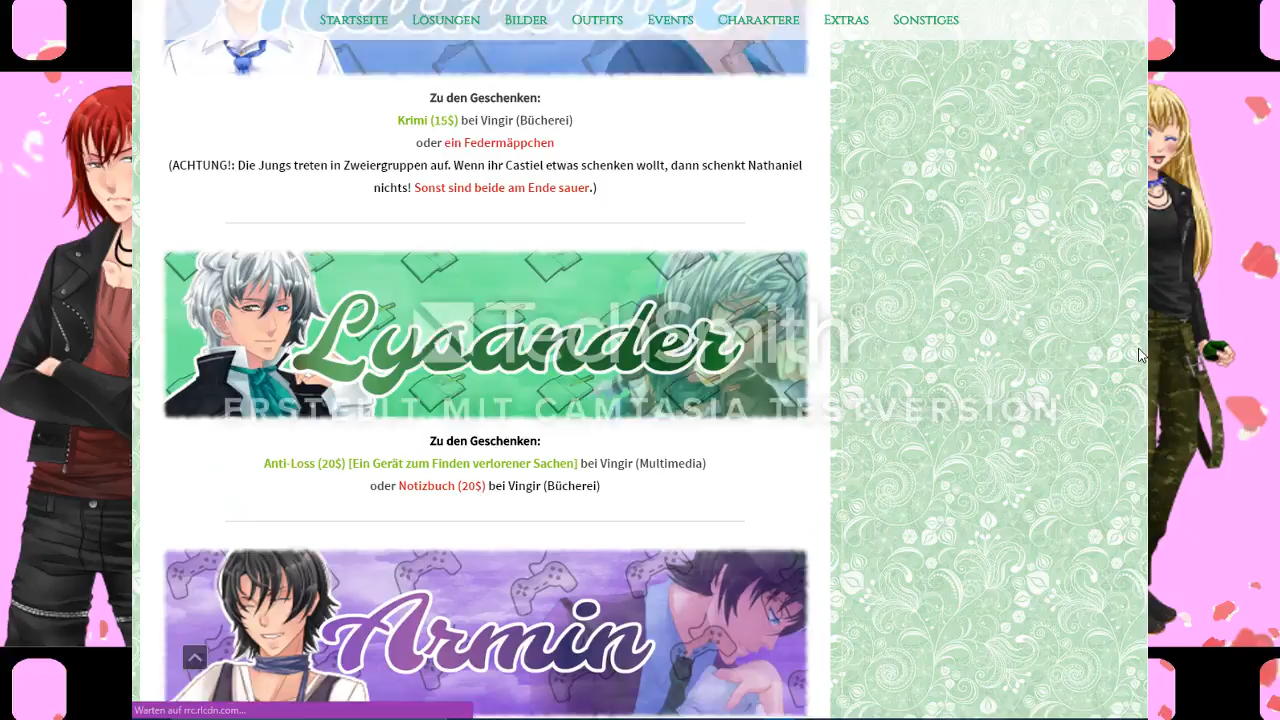 STARTSEITE LÖSUNGEN BILDER OUTFITS EVENTS CHARAKTERE EXTRAS SONSTIGES
Zu den Geschenken:
Krimi (15$) bei Vingir (Bücherei)
oder ein Federmäppchen
(ACHTUNG!: Die Jungs treten in Zweiergruppen auf. Wenn ihr Castiel etwas schenken wollt, dann schenkt Nathaniel
nichts! Sonst sind beide am Ende sauer.)
Lysander
TechSmith
ERSTELLT MIT CAMTASIA TESTVERSION
Zu den Geschenken:
Anti-Loss (20$) [Ein Gerät zum Finden verlorener Sachen] bei Vingir (Multimedia)
oder Notizbuch (20$) bei Vingir (Bücherei)
Armin
Warten auf rrc.rlcdn.com...